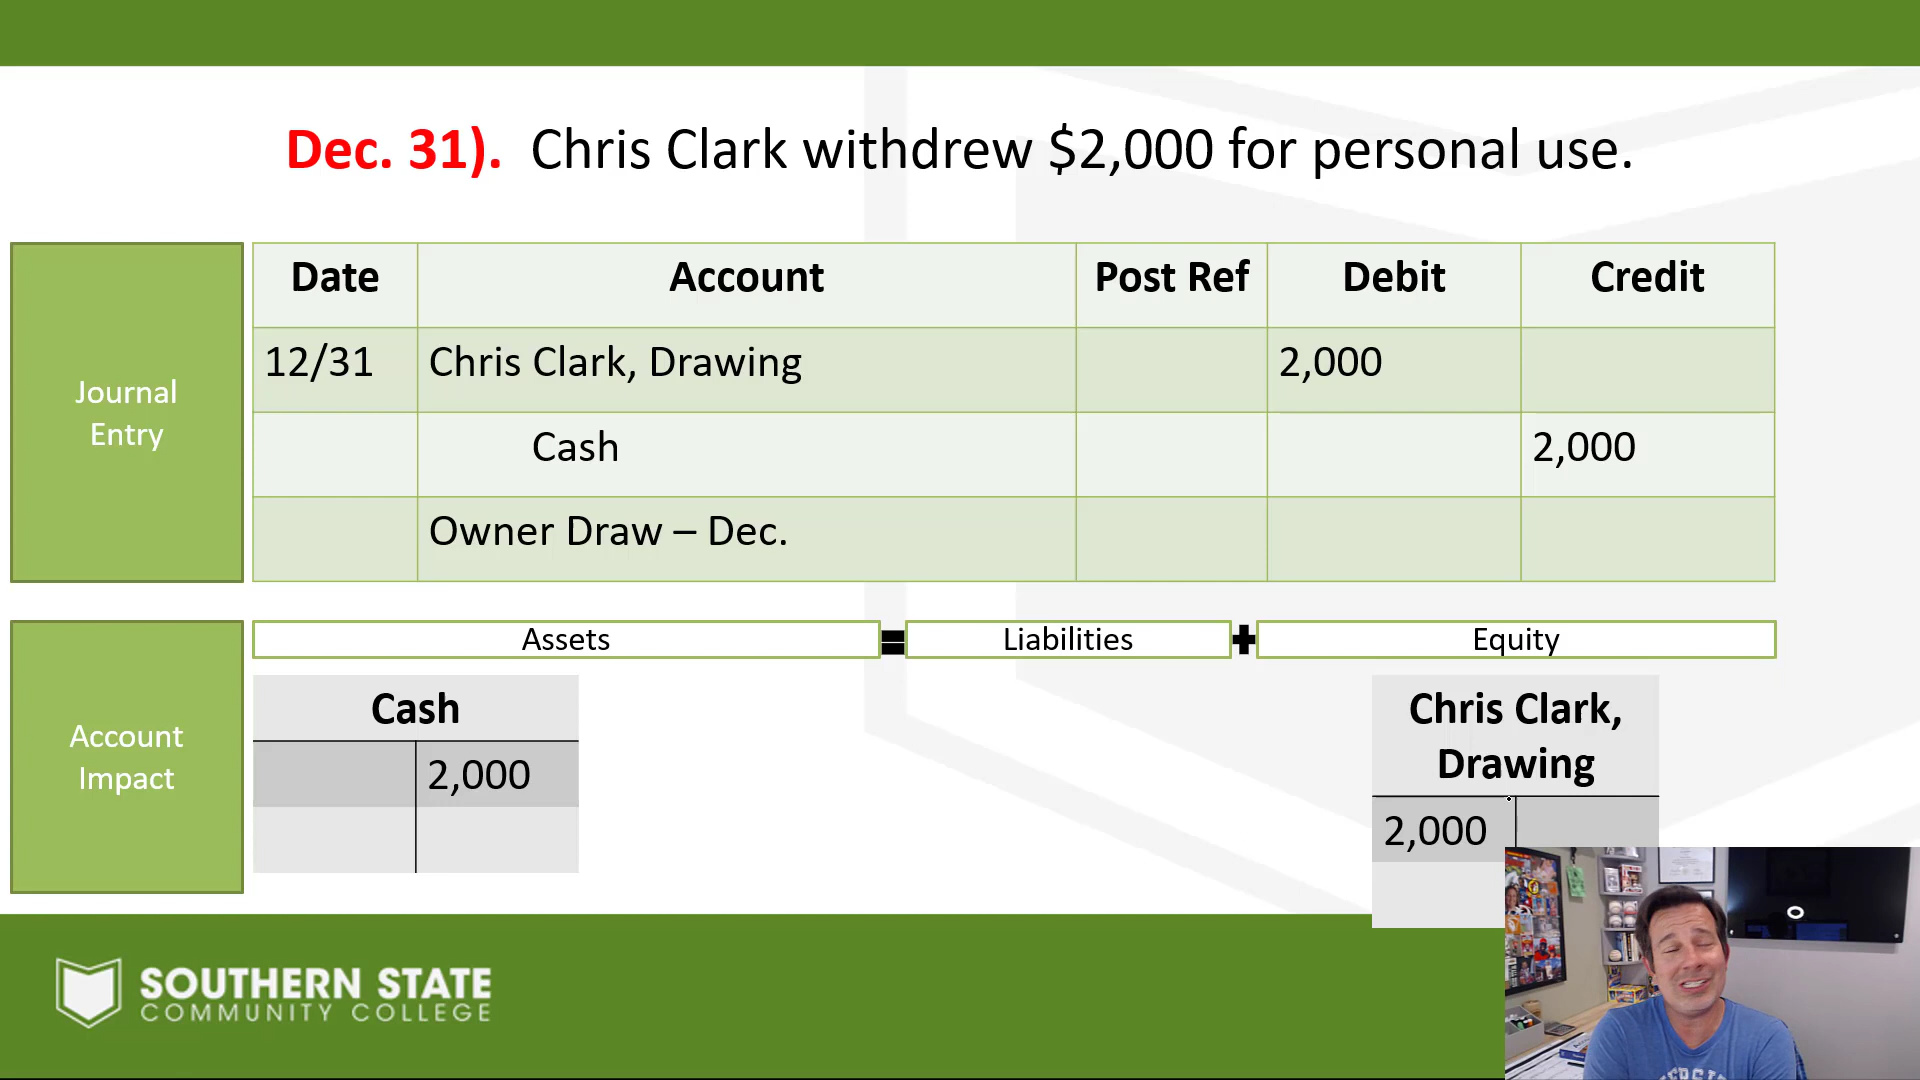 Dec. 31). Chris Clark withdrew $2,000 for personal use.
Journal
Entry
Date Account Post Ref Debit Credit
12/31 Chris Clark, Drawing 2,000
Cash 2,000
Owner Draw – Dec.
Account
Impact
Assets = Liabilities + Equity
Cash
2,000
Chris Clark,
Drawing
2,000
SOUTHERN STATE
COMMUNITY COLLEGE